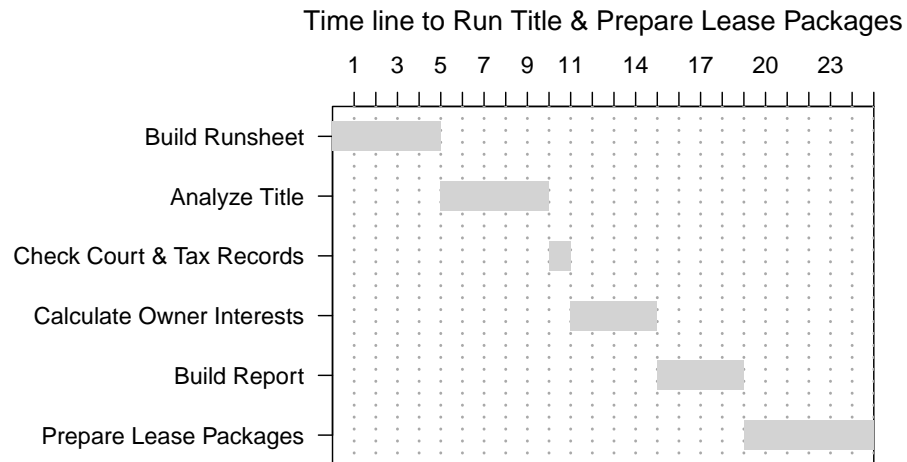 Time line to Run Title & Prepare Lease Packages
1 3 5 7 9 11 14 17 20 23
Build Runsheet
Analyze Title
Check Court & Tax Records
Calculate Owner Interests
Build Report
Prepare Lease Packages